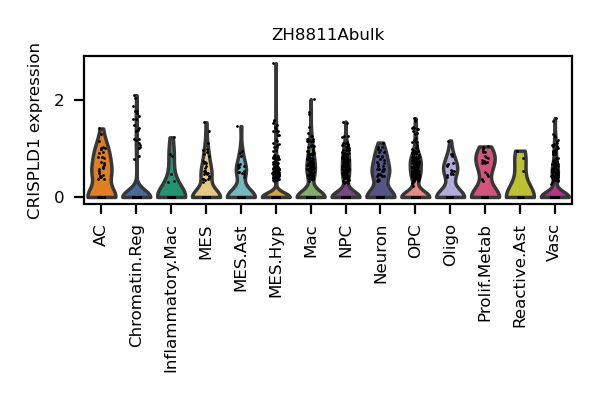 ZH8811Abulk
CRISPLD1 expression
2
0
AC
Chromatin.Reg
Inflammatory.Mac
MES
MES.Ast
MES.Hyp
Mac
NPC
Neuron
OPC
Oligo
Prolif.Metab
Reactive.Ast
Vasc